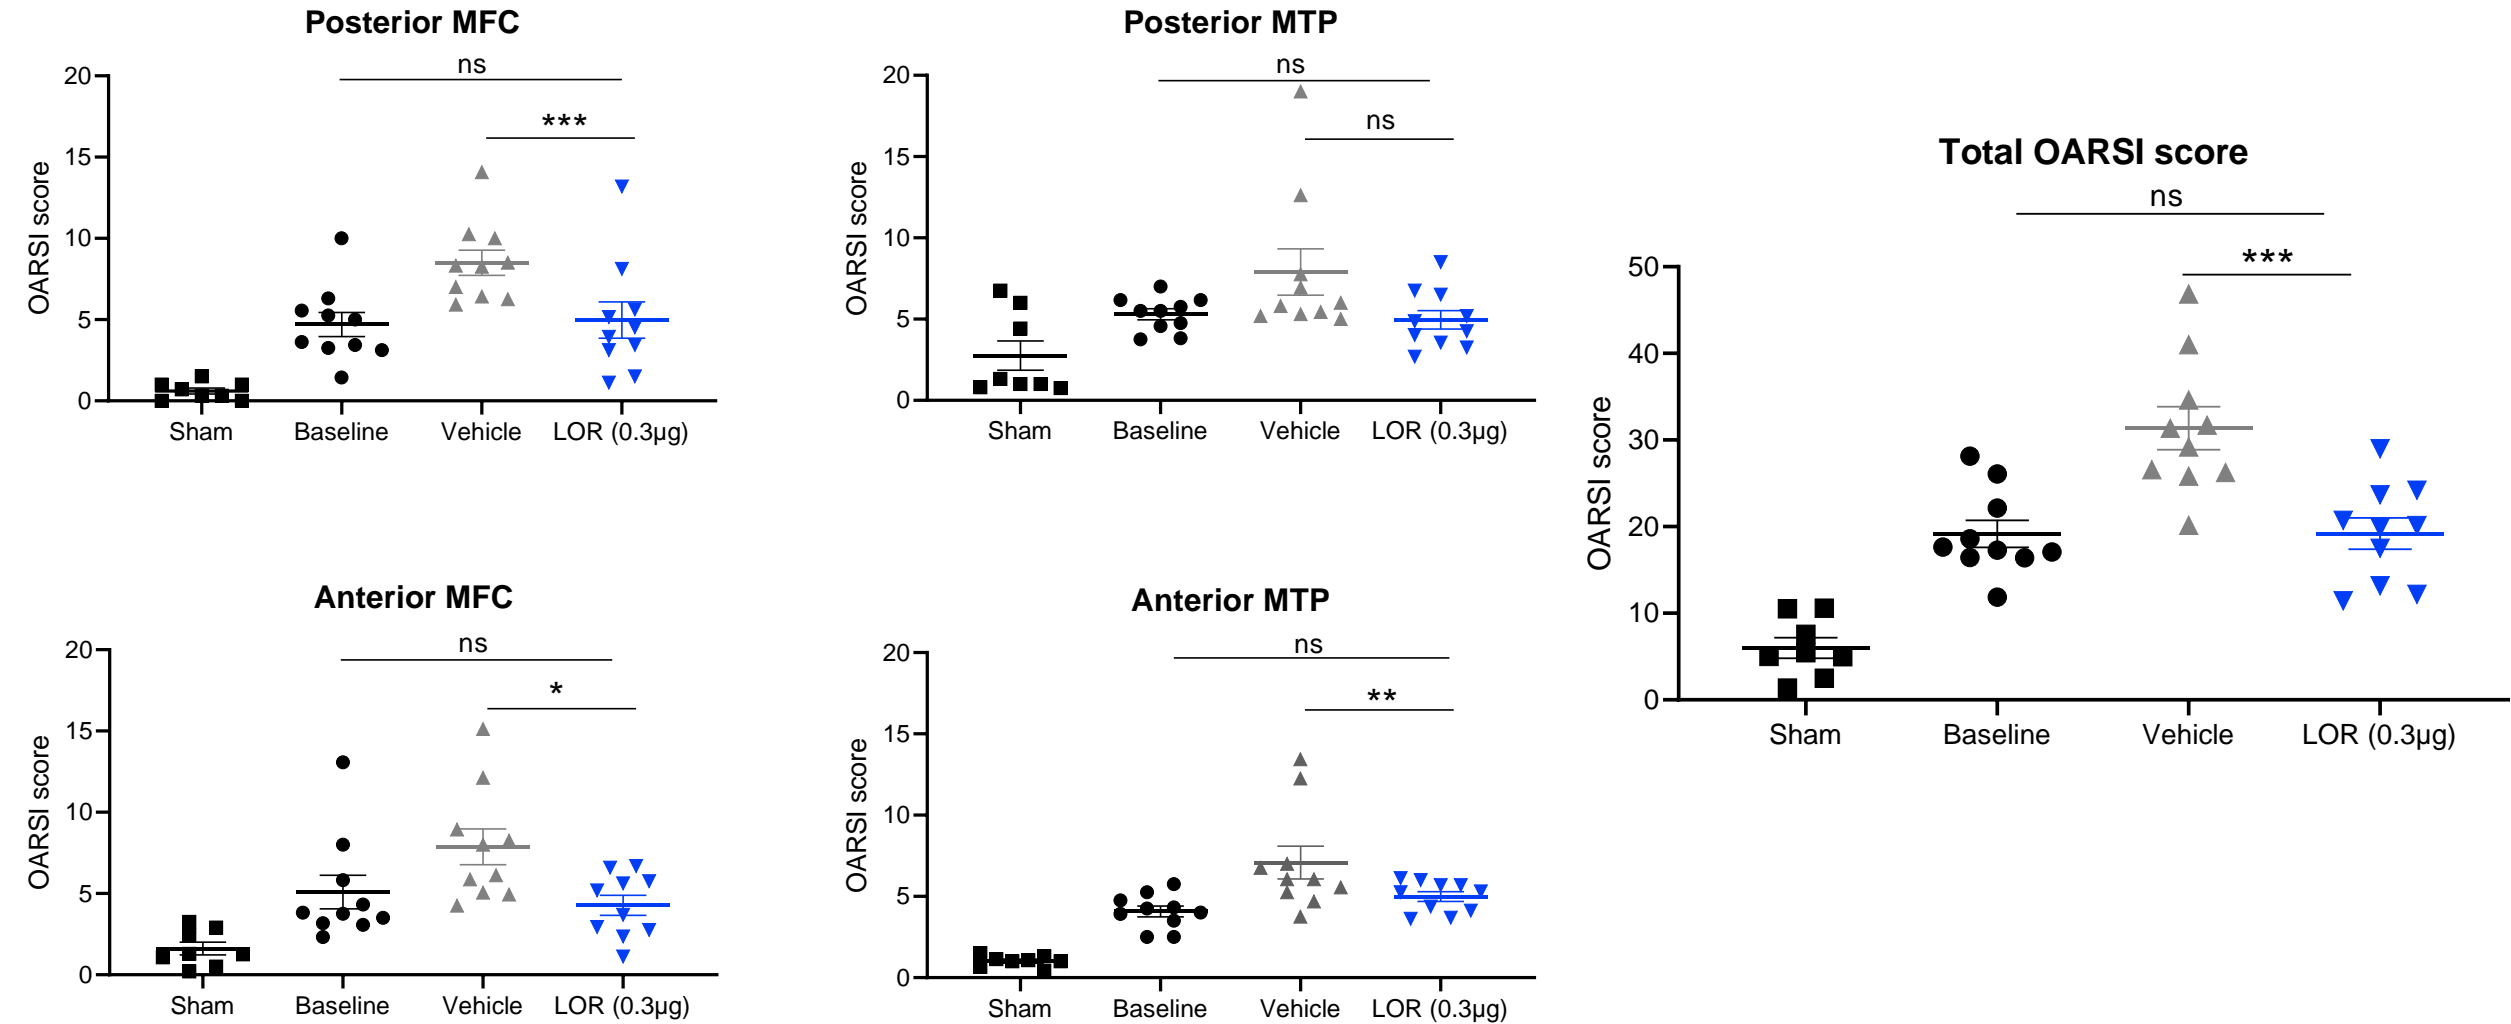 Posterior MFC
ns
***
20
15
10
5
0
OARSI score
Sham Baseline Vehicle LOR (0.3µg)
Posterior MTP
ns
ns
20
15
10
5
0
OARSI score
Sham Baseline Vehicle LOR (0.3µg)
Anterior MFC
ns
*
20
15
10
5
0
OARSI score
Sham Baseline Vehicle LOR (0.3µg)
Anterior MTP
ns
**
20
15
10
5
0
OARSI score
Sham Baseline Vehicle LOR (0.3µg)
Total OARSI score
ns
***
50
40
30
20
10
0
OARSI score
Sham Baseline Vehicle LOR (0.3µg)